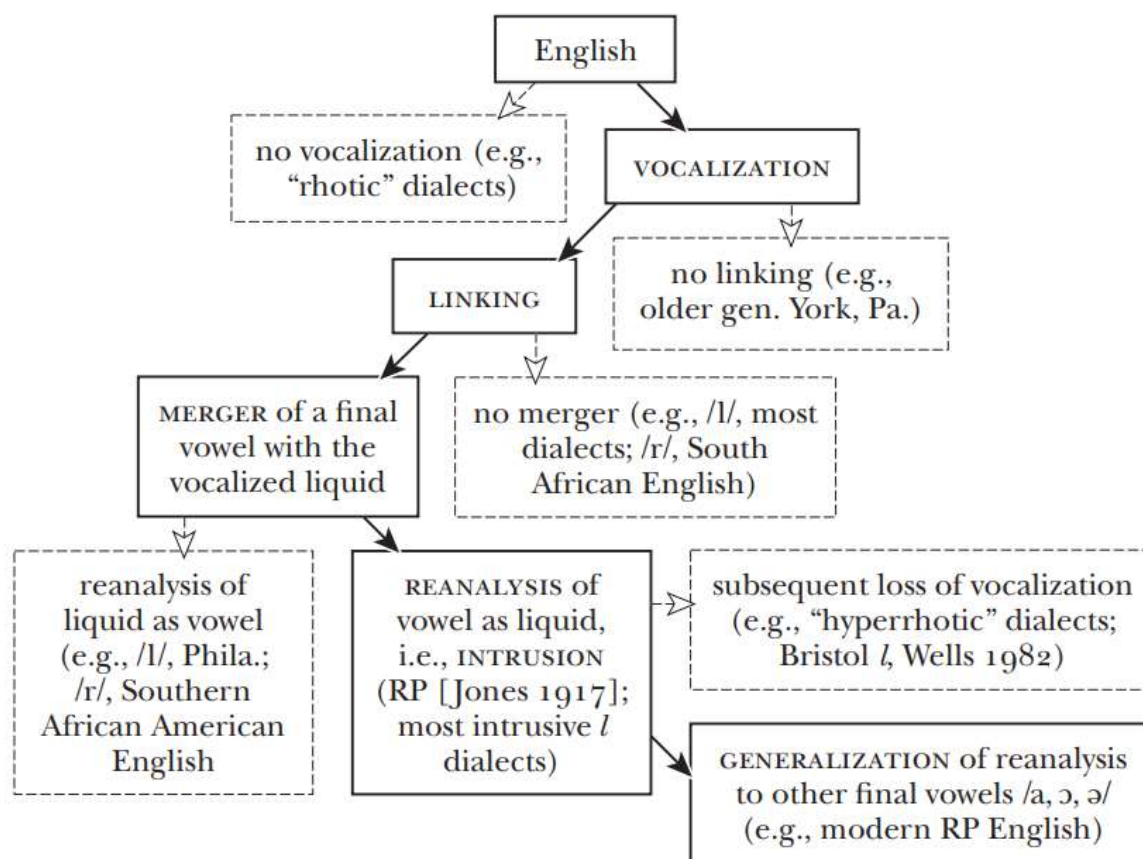 English
no vocalization (e.g.,
“rhotic” dialects)
VOCALIZATION
no linking (e.g.,
older gen. York, Pa.)
LINKING
MERGER of a final
vowel with the
vocalized liquid
no merger (e.g., /l/, most
dialects; /r/, South
African English)
reanalysis of
liquid as vowel
(e.g., /l/, Phila.;
/r/, Southern
African American
English
REANALYSIS of
vowel as liquid,
i.e., INTRUSION
(RP [Jones 1917];
most intrusive l
dialects)
subsequent loss of vocalization
(e.g., “hyperrhotic” dialects;
Bristol l, Wells 1982)
GENERALIZATION of reanalysis
to other final vowels /a, ɔ, ə/
(e.g., modern RP English)